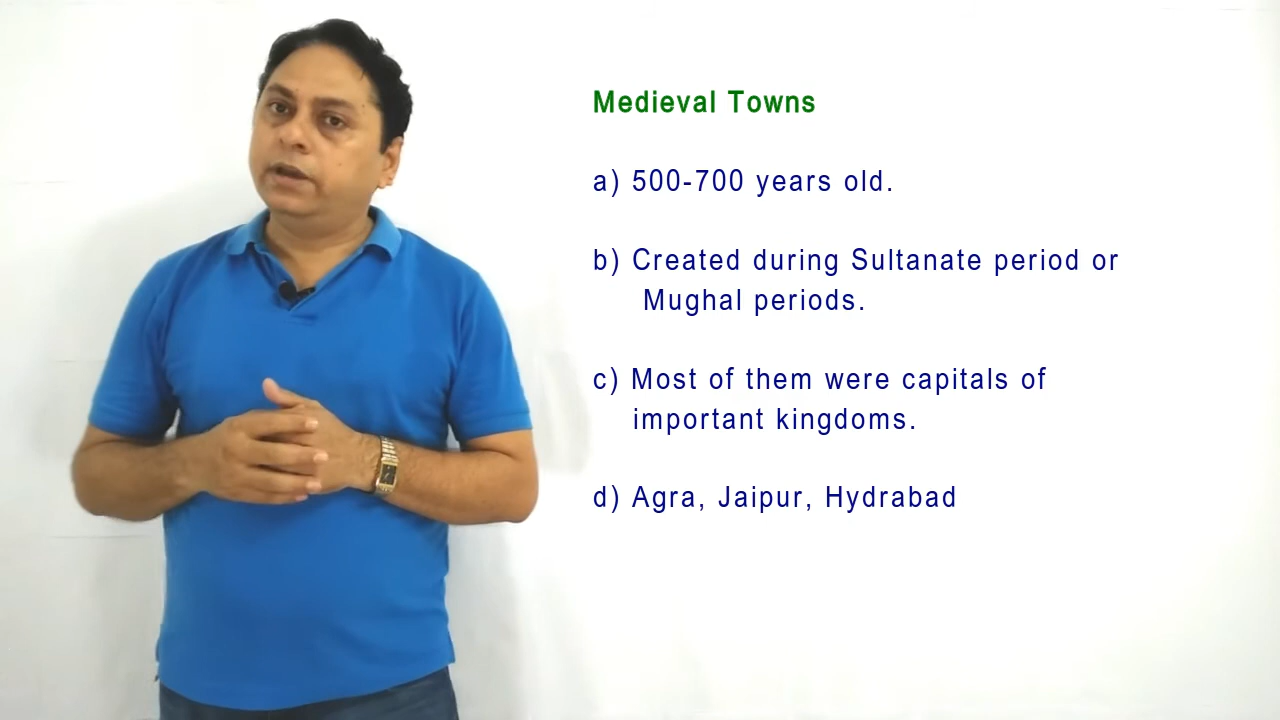 Medieval Towns
a) 500-700 years old.
b) Created during Sultanate period or
Mughal periods.
c) Most of them were capitals of
important kingdoms.
d) Agra, Jaipur, Hydrabad